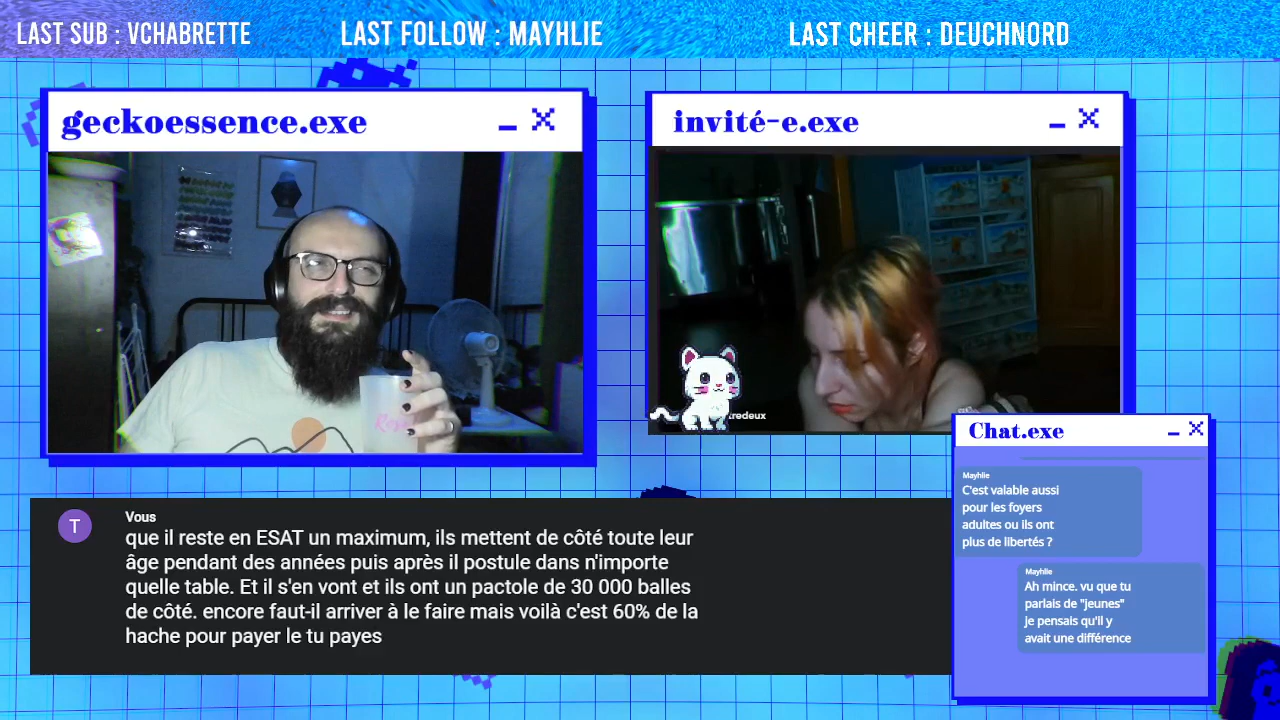 LAST SUB : VCHABRETTE
LAST FOLLOW : MAYHLIE
LAST CHEER : DEUCHNORD
geckoessence.exe
invité-e.exe
Rose
tredeux
Chat.exe
Mayhlie
C'est valable aussi
pour les foyers
adultes ou ils ont
plus de libertés ?
Mayhlie
Ah mince. vu que tu
parlais de "jeunes"
je pensais qu'il y
avait une différence
T
Vous
que il reste en ESAT un maximum, ils mettent de côté toute leur
âge pendant des années puis après il postule dans n'importe
quelle table. Et il s'en vont et ils ont un pactole de 30 000 balles
de côté. encore faut-il arriver à le faire mais voilà c'est 60% de la
hache pour payer le tu payes